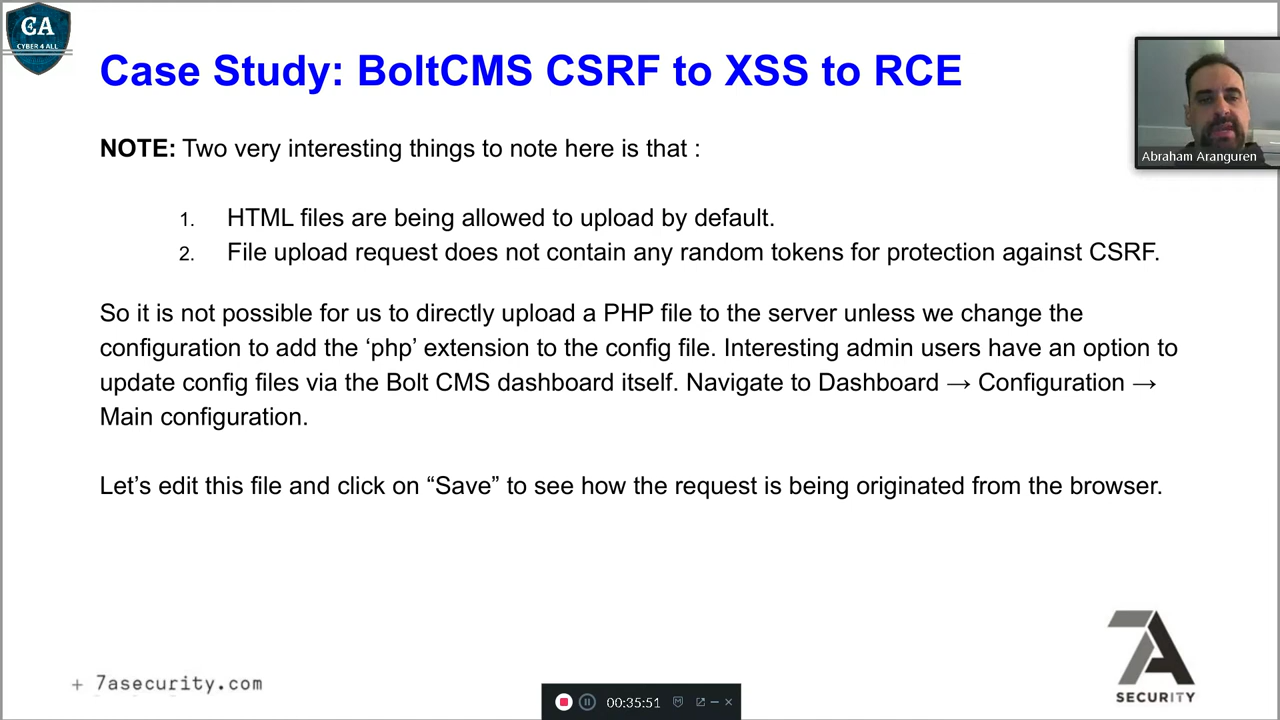 CA
CYBER 4 ALL
Case Study: BoltCMS CSRF to XSS to RCE
Abraham Aranguren
NOTE: Two very interesting things to note here is that :
1. HTML files are being allowed to upload by default.
2. File upload request does not contain any random tokens for protection against CSRF.
So it is not possible for us to directly upload a PHP file to the server unless we change the
configuration to add the ‘php’ extension to the config file. Interesting admin users have an option to
update config files via the Bolt CMS dashboard itself. Navigate to Dashboard → Configuration →
Main configuration.
Let’s edit this file and click on “Save” to see how the request is being originated from the browser.
+ 7asecurity.com
00:35:51
7A
SECURITY